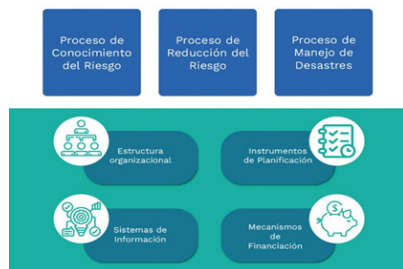 Proceso de
Conocimiento
del Riesgo
Proceso de
Reducción del
Riesgo
Proceso de
Manejo de
Desastres
Estructura
organizacional
Instrumentos
de Planificación
Sistemas de
Información
Mecanismos
de
Financiación